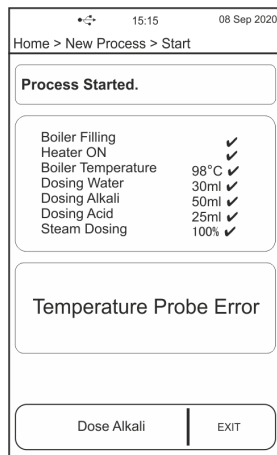 15:15 08 Sep 2020
Home > New Process > Start
Process Started.
Boiler Filling ✔
Heater ON ✔
Boiler Temperature 98°C ✔
Dosing Water 30ml ✔
Dosing Alkali 50ml ✔
Dosing Acid 25ml ✔
Steam Dosing 100% ✔
Temperature Probe Error
Dose Alkali EXIT